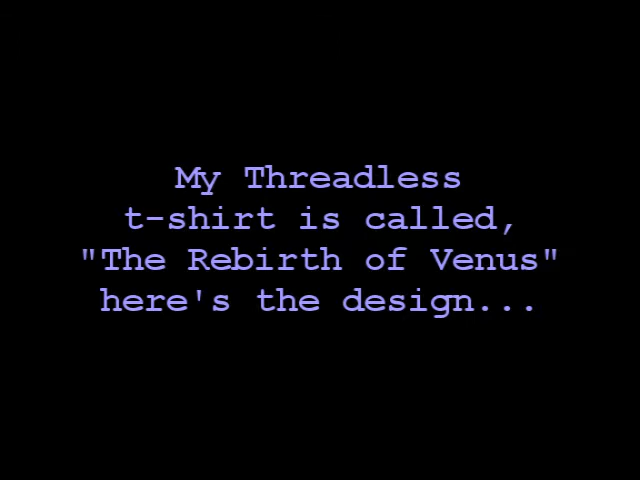 My Threadless
t-shirt is called,
"The Rebirth of Venus"
here's the design...